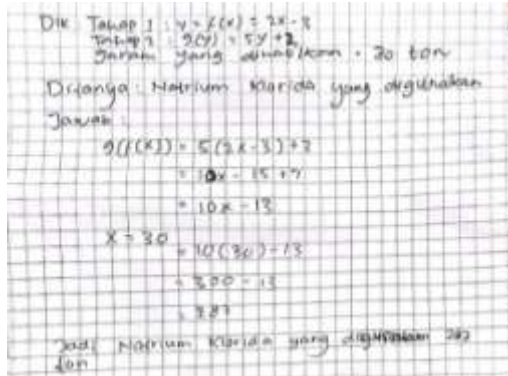 Dik Tahap 1 : y = f(x) = 2x - 3
Tahap 2 : g(y) = 5y + 2
Garam yang dihasilkan = 30 ton
Ditanya : Natrium Klorida yang digunakan
Jawab :
g(f(x)) = 5(2x - 3) + 2
= 10x - 15 + 2
= 10x - 13
x = 30
= 10(30) - 13
= 300 - 13
= 287
Jadi Natrium Klorida yang digunakan 287
ton